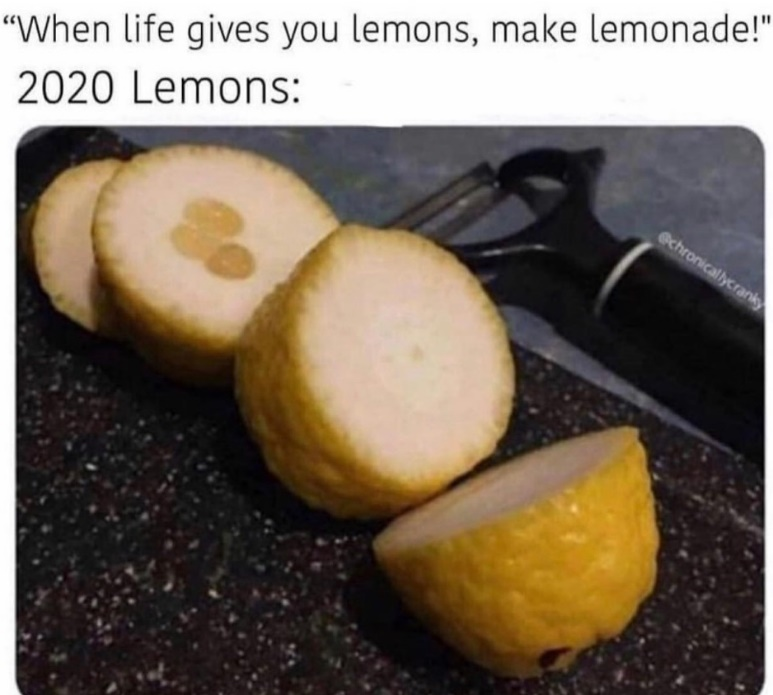 “When life gives you lemons, make lemonade!"
2020 Lemons:
@chronicallycranky